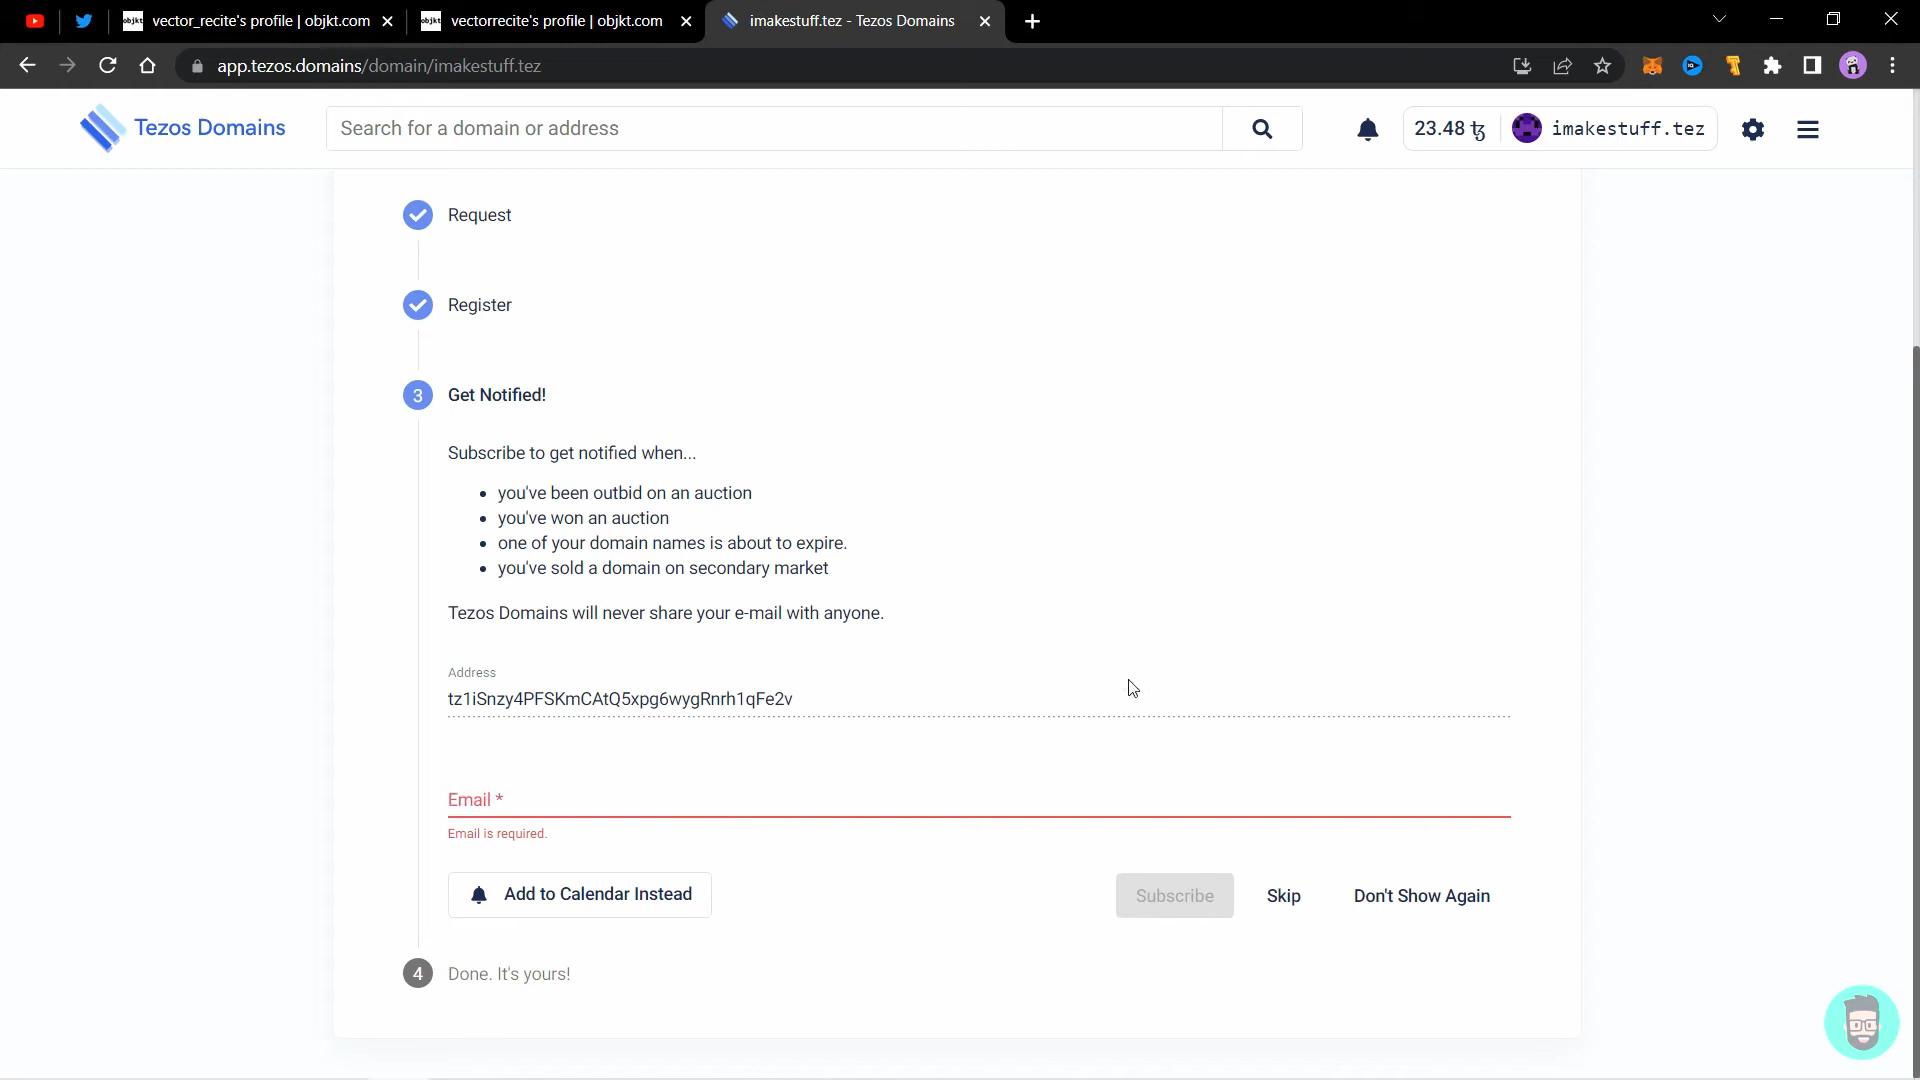 vector_recite's profile | objkt.com
vectorrecite's profile | objkt.com
imakestuff.tez - Tezos Domains
app.tezos.domains/domain/imakestuff.tez
Tezos Domains
Search for a domain or address
23.48 ꜩ
imakestuff.tez
Request
Register
3 Get Notified!
Subscribe to get notified when...
• you've been outbid on an auction
• you've won an auction
• one of your domain names is about to expire.
• you've sold a domain on secondary market
Tezos Domains will never share your e-mail with anyone.
Address
tz1iSnzy4PFSKmCAtQ5xpg6wygRnrh1qFe2v
Email *
Email is required.
Add to Calendar Instead
Subscribe
Skip
Don't Show Again
4 Done. It's yours!